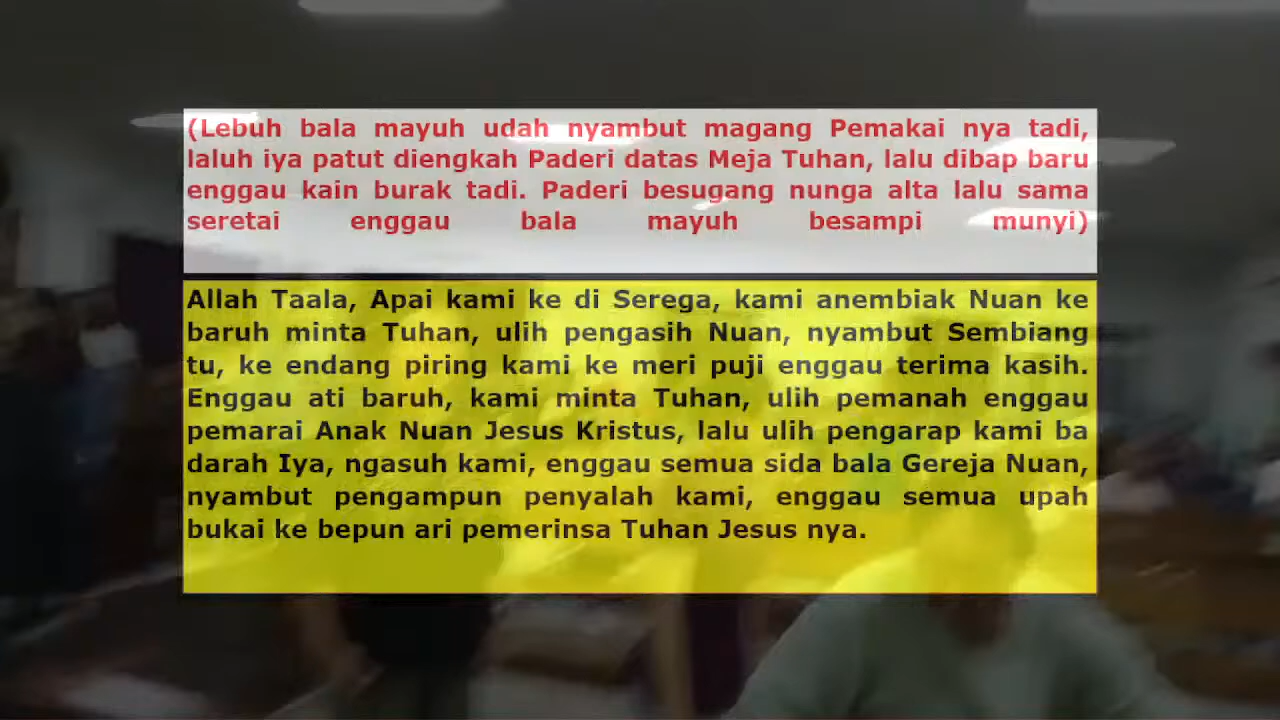 (Lebuh bala mayuh udah nyambut magang Pemakai nya tadi,
laluh iya patut diengkah Paderi datas Meja Tuhan, lalu dibap baru
enggau kain burak tadi. Paderi besugang nunga alta lalu sama
seretai enggau bala mayuh besampi munyi)
Allah Taala, Apai kami ke di Serega, kami anembiak Nuan ke
baruh minta Tuhan, ulih pengasih Nuan, nyambut Sembiang
tu, ke endang piring kami ke meri puji enggau terima kasih.
Enggau ati baruh, kami minta Tuhan, ulih pemanah enggau
pemarai Anak Nuan Jesus Kristus, lalu ulih pengarap kami ba
darah Iya, ngasuh kami, enggau semua sida bala Gereja Nuan,
nyambut pengampun penyalah kami, enggau semua upah
bukai ke bepun ari pemerinsa Tuhan Jesus nya.